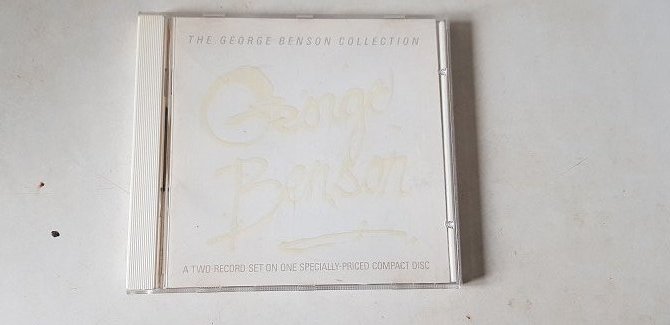 THE GEORGE BENSON COLLECTION
George
Benson
A TWO RECORD SET ON ONE SPECIALLY-PRICED COMPACT DISC